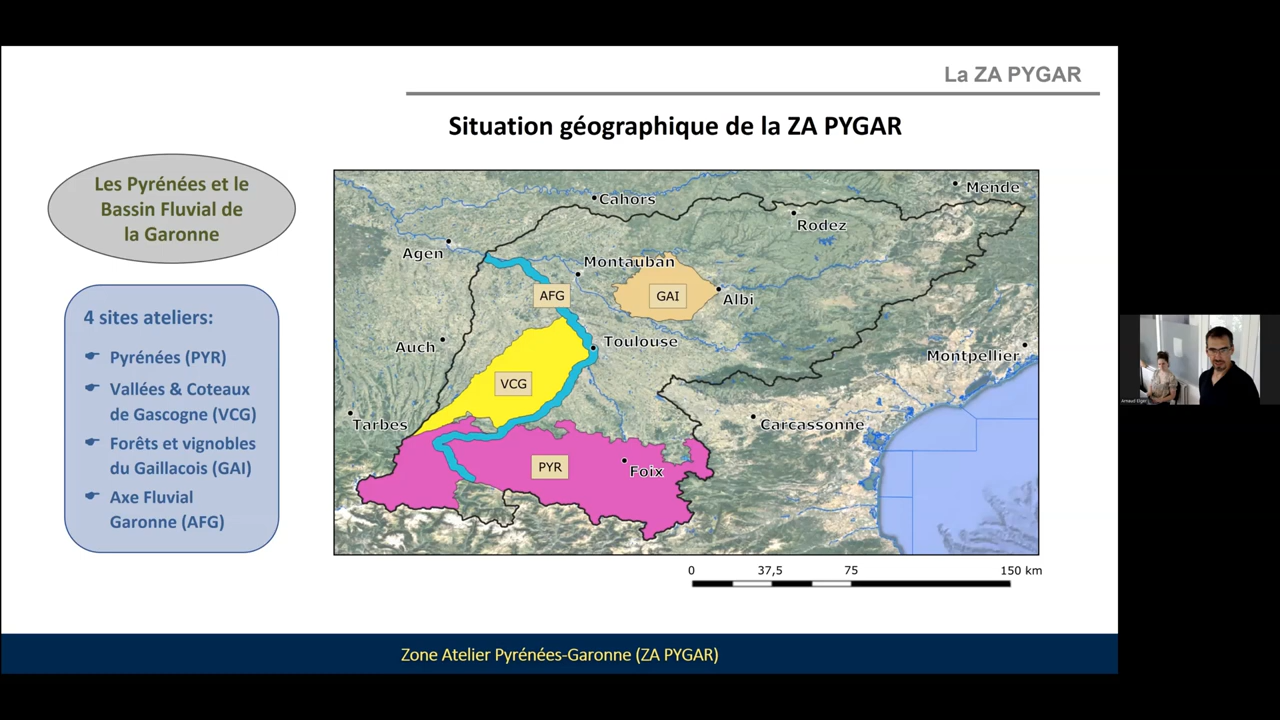 La ZA PYGAR
Situation géographique de la ZA PYGAR
Les Pyrénées et le
Bassin Fluvial de
la Garonne
4 sites ateliers:
Pyrénées (PYR)
Vallées & Coteaux
de Gascogne (VCG)
Forêts et vignobles
du Gaillacois (GAI)
Axe Fluvial
Garonne (AFG)
Mende
Cahors
Rodez
Agen
Montauban
AFG
GAI
Albi
Auch
Toulouse
Montpellier
VCG
Tarbes
Carcassonne
PYR
Foix
0 37,5 75 150 km
Zone Atelier Pyrénées-Garonne (ZA PYGAR)